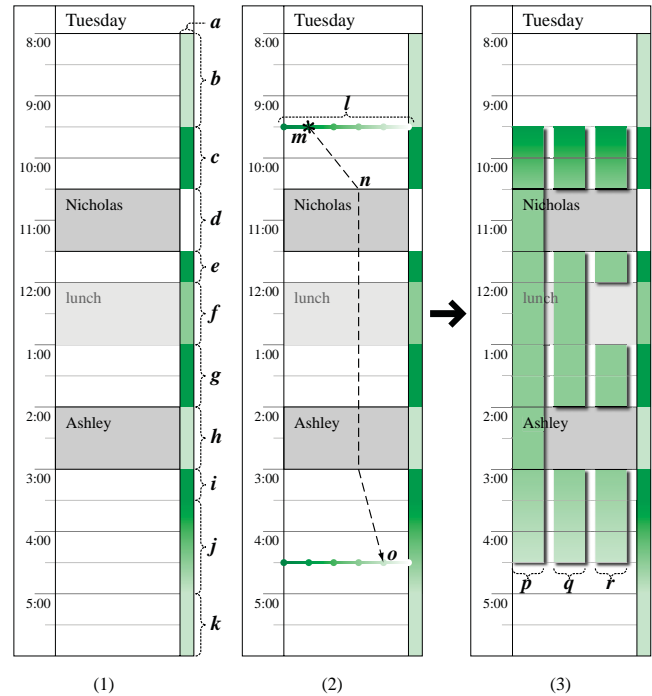 Tuesday
a
8:00
b
9:00
c
10:00
Nicholas
d
11:00
e
12:00
lunch
f
1:00
g
2:00
Ashley
h
3:00
i
4:00
j
5:00
k
(1)
Tuesday
8:00
9:00
l
m
10:00
n
Nicholas
11:00
12:00
lunch
1:00
2:00
Ashley
3:00
4:00
o
5:00
(2)
Tuesday
8:00
9:00
10:00
Nicholas
11:00
12:00
lunch
1:00
2:00
Ashley
3:00
4:00
p q r
5:00
(3)